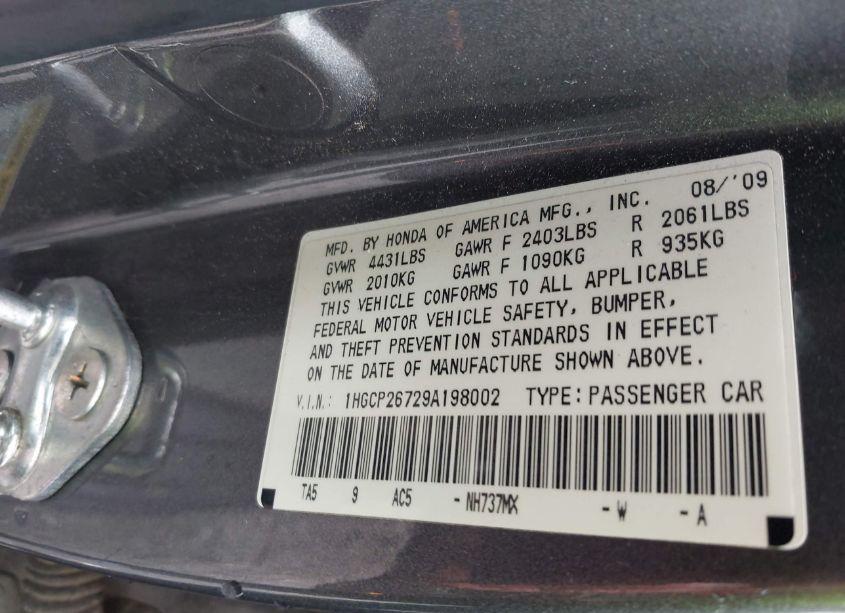 MFD. BY HONDA OF AMERICA MFG., INC. 08/'09
GVWR 4431LBS GAWR F 2403LBS R 2061LBS
GVWR 2010KG GAWR F 1090KG R 935KG
THIS VEHICLE CONFORMS TO ALL APPLICABLE
FEDERAL MOTOR VEHICLE SAFETY, BUMPER,
AND THEFT PREVENTION STANDARDS IN EFFECT
ON THE DATE OF MANUFACTURE SHOWN ABOVE.
V.I.N.: 1HGCP26729A198002 TYPE: PASSENGER CAR
TA5 9 AC5 - NH737MX - W - A